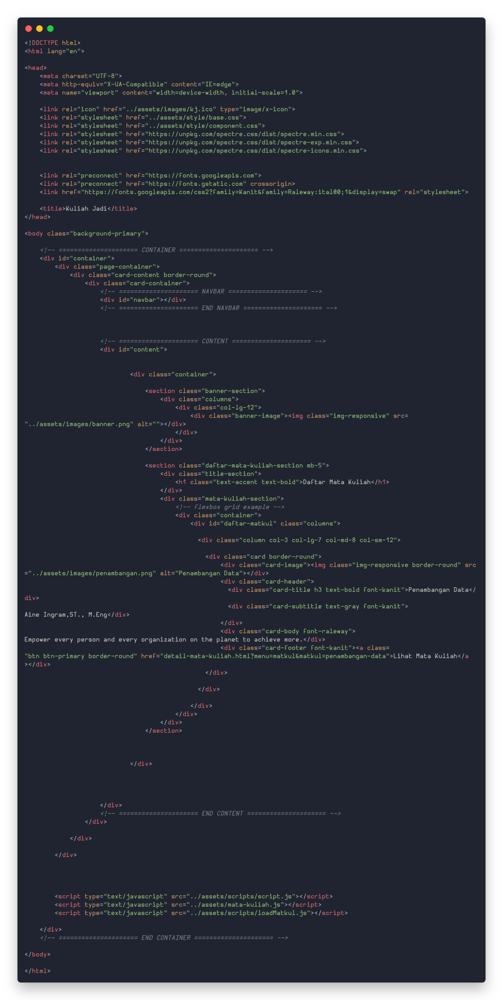 <!DOCTYPE html>
<html lang="en">
<head>
<meta charset="UTF-8">
<meta http-equiv="X-UA-Compatible" content="IE=edge">
<meta name="viewport" content="width=device-width, initial-scale=1.0">
<link rel="icon" href="../assets/images/kj.ico" type="image/x-icon">
<link rel="stylesheet" href="../assets/style/base.css">
<link rel="stylesheet" href="../assets/style/component.css">
<link rel="stylesheet" href="https://unpkg.com/spectre.css/dist/spectre.min.css">
<link rel="stylesheet" href="https://unpkg.com/spectre.css/dist/spectre-exp.min.css">
<link rel="stylesheet" href="https://unpkg.com/spectre.css/dist/spectre-icons.min.css">
<link rel="preconnect" href="https://fonts.googleapis.com">
<link rel="preconnect" href="https://fonts.gstatic.com" crossorigin>
<link href="https://fonts.googleapis.com/css2?family=Kanit&family=Raleway:ital@0;1&display=swap" rel="stylesheet">
<title>Kuliah Jadi</title>
</head>
<body class="background-primary">
<!-- ===================== CONTAINER ===================== -->
<div id="container">
<div class="page-container">
<div class="card-content border-round">
<div class="card-container">
<!-- ===================== NAVBAR ===================== -->
<div id="navbar"></div>
<!-- ===================== END NAVBAR ===================== -->
<!-- ===================== CONTENT ===================== -->
<div id="content">
<div class="container">
<section class="banner-section">
<div class="columns">
<div class="col-lg-12">
<div class="banner-image"><img class="img-responsive" src=
"../assets/images/banner.png" alt=""></div>
</div>
</div>
</section>
<section class="daftar-mata-kuliah-section mb-5">
<div class="title-section">
<h1 class="text-accent text-bold">Daftar Mata Kuliah</h1>
</div>
<div class="mata-kuliah-section">
<!-- flexbox grid example -->
<div class="container">
<div id="daftar-matkul" class="columns">
<div class="column col-3 col-lg-7 col-md-8 col-sm-12">
<div class="card border-round">
<div class="card-image"><img class="img-responsive border-round" src
="../assets/images/penambangan.png" alt="Penambangan Data"></div>
<div class="card-header">
<div class="card-title h3 text-bold font-kanit">Penambangan Data</
div>
<div class="card-subtitle text-gray font-kanit">
Aine Ingram,ST., M.Eng</div>
</div>
<div class="card-body font-raleway">
Empower every person and every organization on the planet to achieve more.</div>
<div class="card-footer font-kanit"><a class=
"btn btn-primary border-round" href="detail-mata-kuliah.html?menu=matkul&matkul=penambangan-data">Lihat Mata Kuliah</a
></div>
</div>
</div>
</div>
</div>
</div>
</section>
</div>
</div>
<!-- ===================== END CONTENT ===================== -->
</div>
</div>
</div>
<script type="text/javascript" src="../assets/scripts/script.js"></script>
<script type="text/javascript" src="../assets/mata-kuliah.js"></script>
<script type="text/javascript" src="../assets/scripts/loadMatkul.js"></script>
</div>
<!-- ===================== END CONTAINER ===================== -->
</body>
</html>